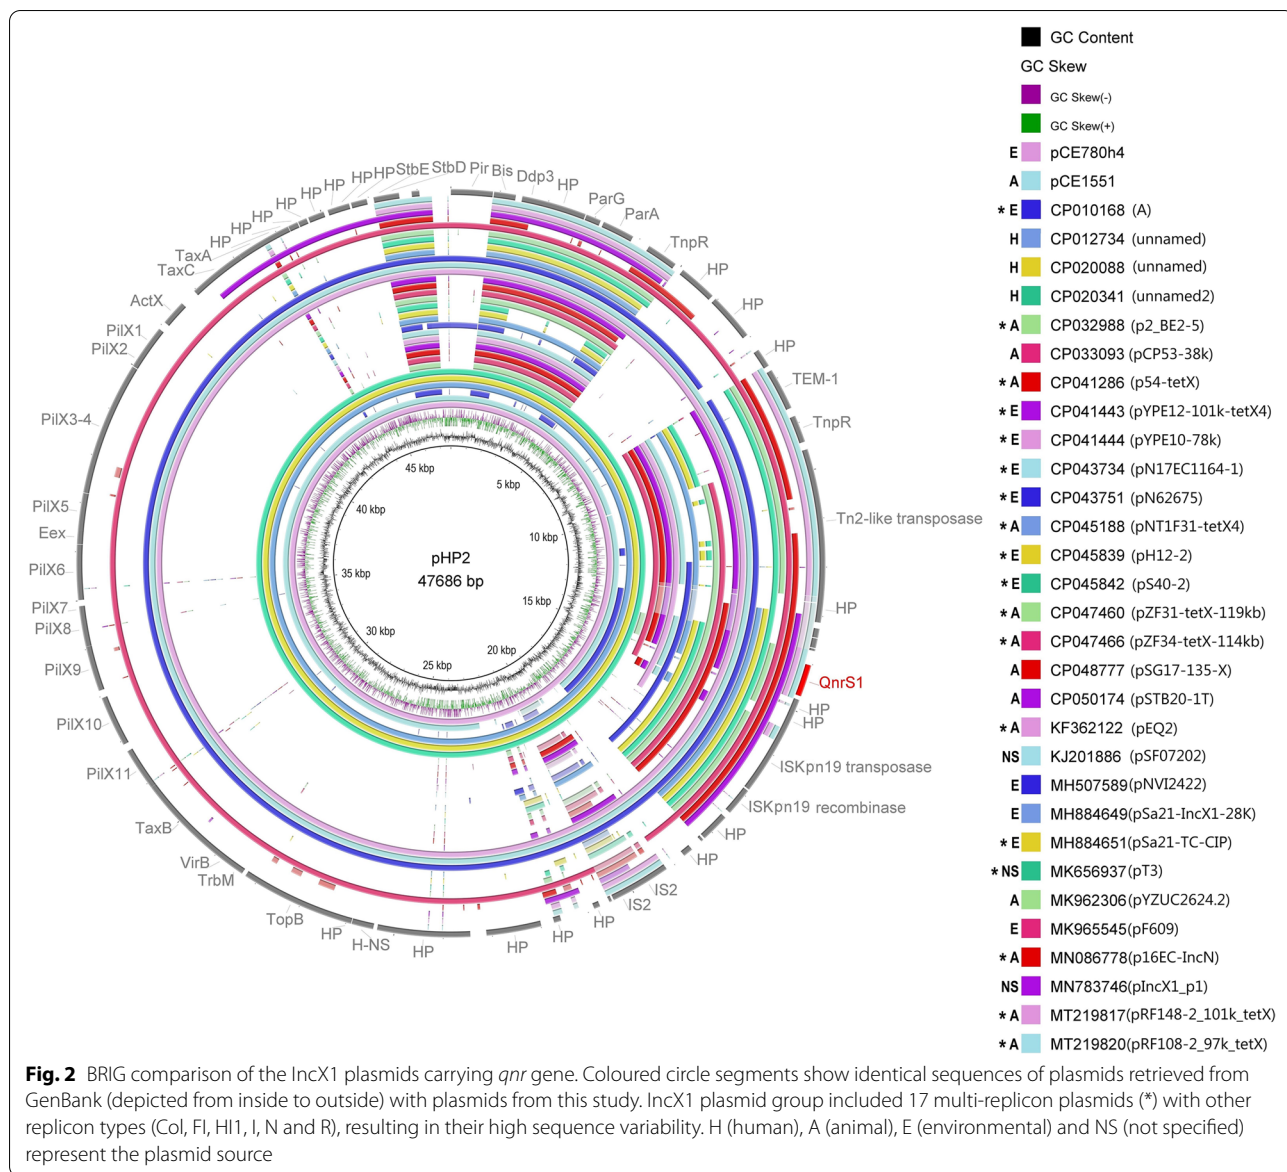 GC Content
GC Skew
GC Skew(-)
GC Skew(+)
E pCE780h4
A pCE1551
* E CP010168 (A)
H CP012734 (unnamed)
H CP020088 (unnamed)
H CP020341 (unnamed2)
* A CP032988 (p2_BE2-5)
A CP033093 (pCP53-38k)
* A CP041286 (p54-tetX)
* E CP041443 (pYPE12-101k-tetX4)
* E CP041444 (pYPE10-78k)
* E CP043734 (pN17EC1164-1)
* E CP043751 (pN62675)
* A CP045188 (pNT1F31-tetX4)
* E CP045839 (pH12-2)
* E CP045842 (pS40-2)
* A CP047460 (pZF31-tetX-119kb)
* A CP047466 (pZF34-tetX-114kb)
A CP048777 (pSG17-135-X)
A CP050174 (pSTB20-1T)
* A KF362122 (pEQ2)
NS KJ201886 (pSF07202)
E MH507589(pNVI2422)
E MH884649(pSa21-IncX1-28K)
* E MH884651(pSa21-TC-CIP)
* NS MK656937(pT3)
A MK962306(pYZUC2624.2)
E MK965545(pF609)
* A MN086778(p16EC-IncN)
NS MN783746(pIncX1_p1)
* A MT219817(pRF148-2_101k_tetX)
* A MT219820(pRF108-2_97k_tetX)
pHP2
47686 bp
5 kbp
10 kbp
15 kbp
20 kbp
25 kbp
30 kbp
35 kbp
40 kbp
45 kbp
Pir
Bis
Ddp3
HP
ParG
ParA
TnpR
HP
HP
HP
TEM-1
TnpR
Tn2-like transposase
HP
QnrS1
HP
HP
ISKpn19 transposase
ISKpn19 recombinase
HP
HP
IS2
IS2
HP
HP
HP
HP
H-NS
HP
TopB
TrbM
VirB
TaxB
PilX11
PilX10
PilX9
PilX8
PilX7
PilX6
Eex
PilX5
PilX3-4
PilX2
PilX1
ActX
TaxC
TaxA
HP
HP
HP
HP
HP
HP
HP
StbE
StbD
Fig. 2 BRIG comparison of the IncX1 plasmids carrying qnr gene. Coloured circle segments show identical sequences of plasmids retrieved from
GenBank (depicted from inside to outside) with plasmids from this study. IncX1 plasmid group included 17 multi-replicon plasmids (*) with other
replicon types (Col, FI, HI1, I, N and R), resulting in their high sequence variability. H (human), A (animal), E (environmental) and NS (not specified)
represent the plasmid source